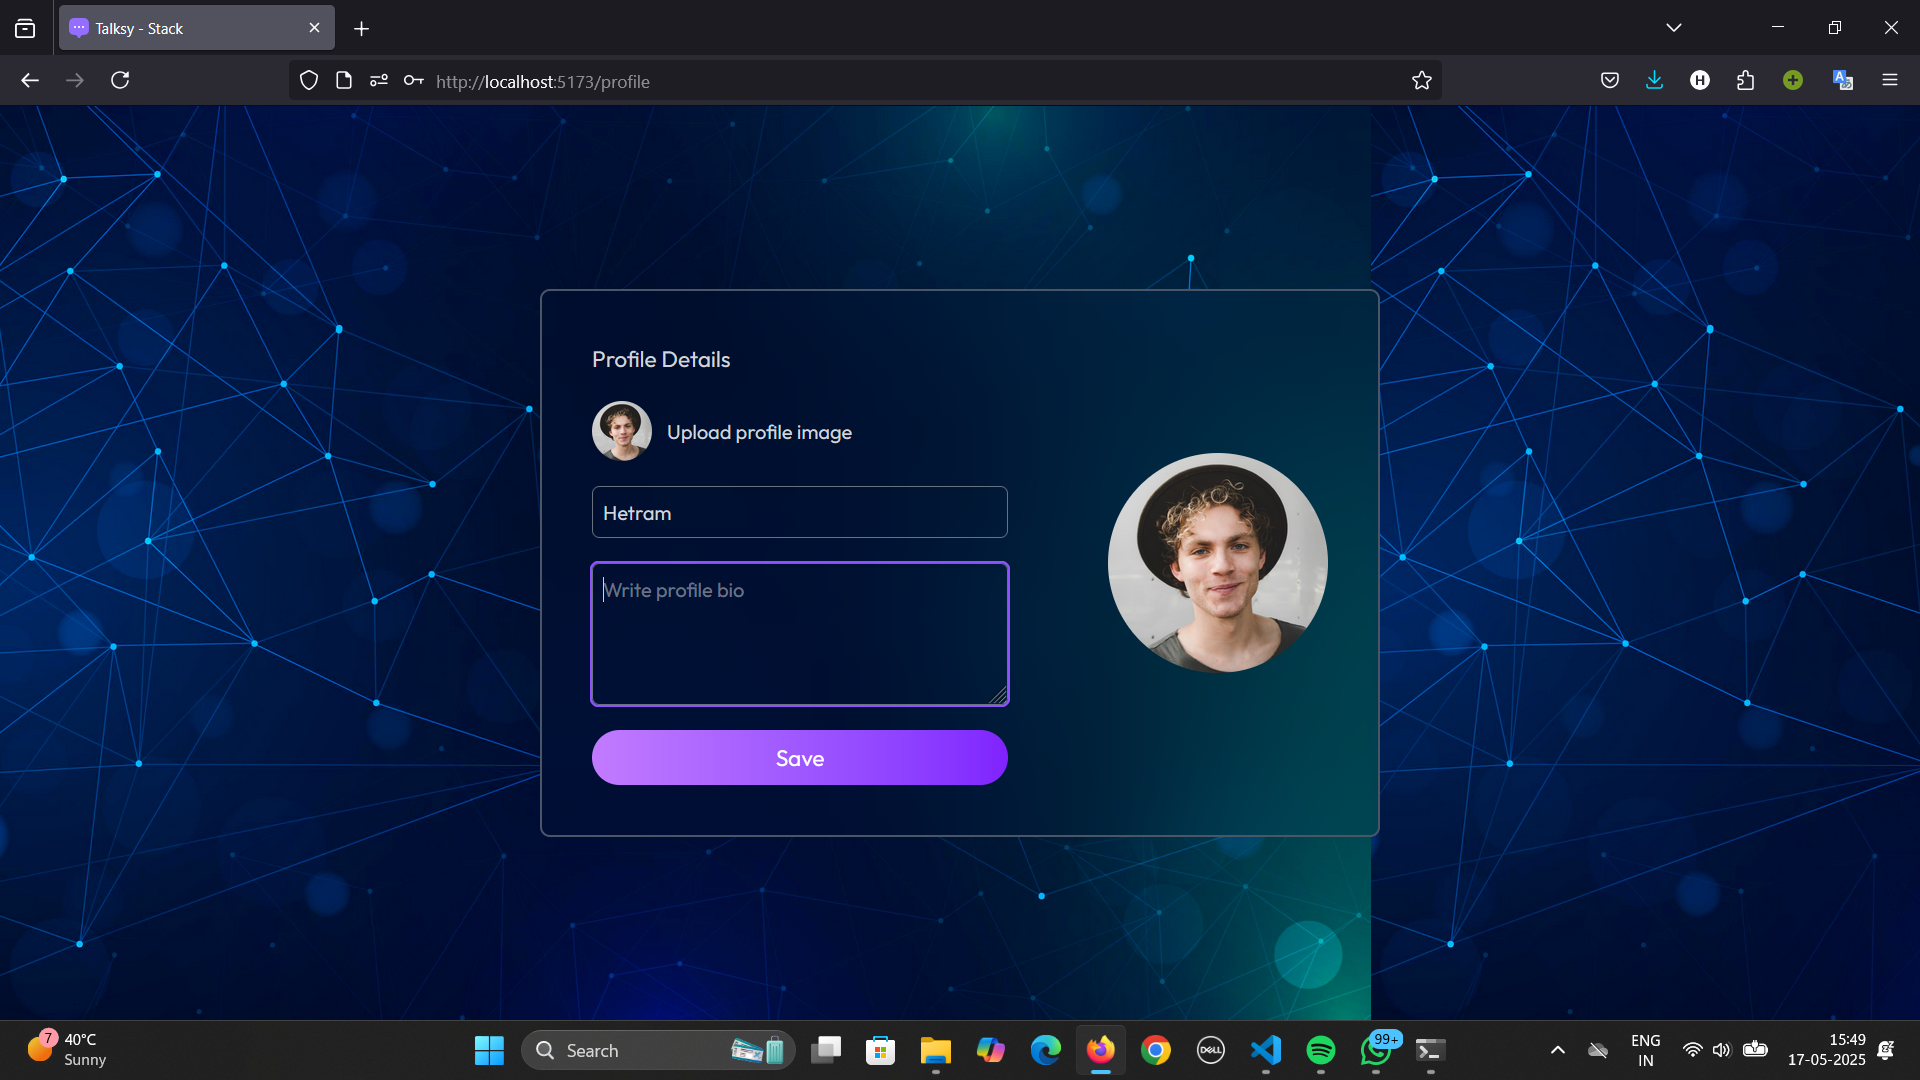 Talksy - Stack
http://localhost:5173/profile
H
Profile Details
Upload profile image
Hetram
Write profile bio
Save
7
40°C
Sunny
Search
DELL
99+
ENG
IN
15:49
17-05-2025